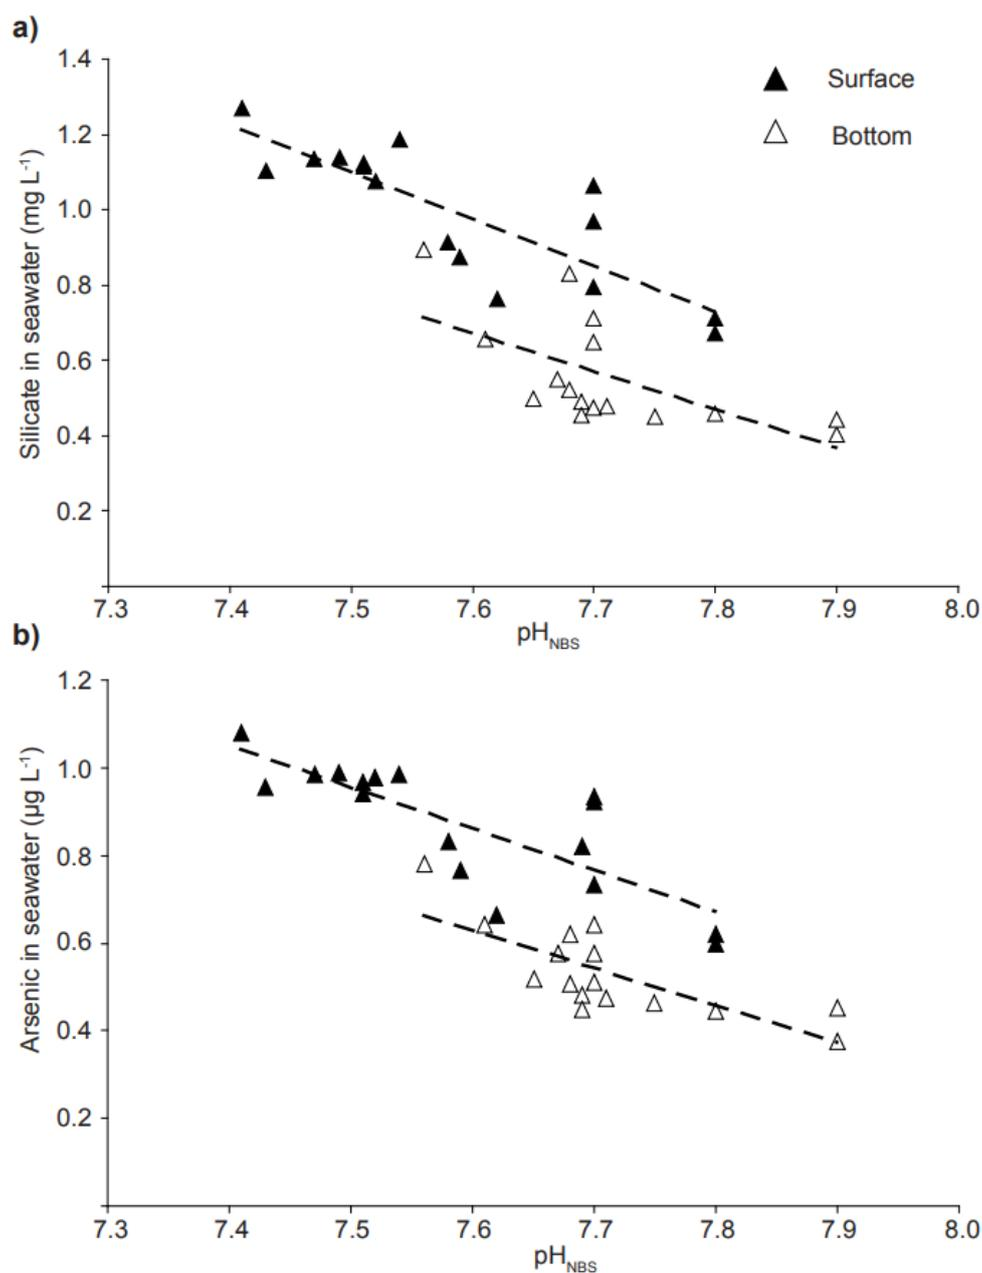 a)
1.4
Surface
1.2
Bottom
1.0
0.8
0.6
0.4
0.2
Silicate in seawater (mg L⁻¹)
7.3 7.4 7.5 7.6 7.7 7.8 7.9 8.0
pH_NBS
b)
1.2
1.0
0.8
0.6
0.4
0.2
Arsenic in seawater (µg L⁻¹)
7.3 7.4 7.5 7.6 7.7 7.8 7.9 8.0
pH_NBS